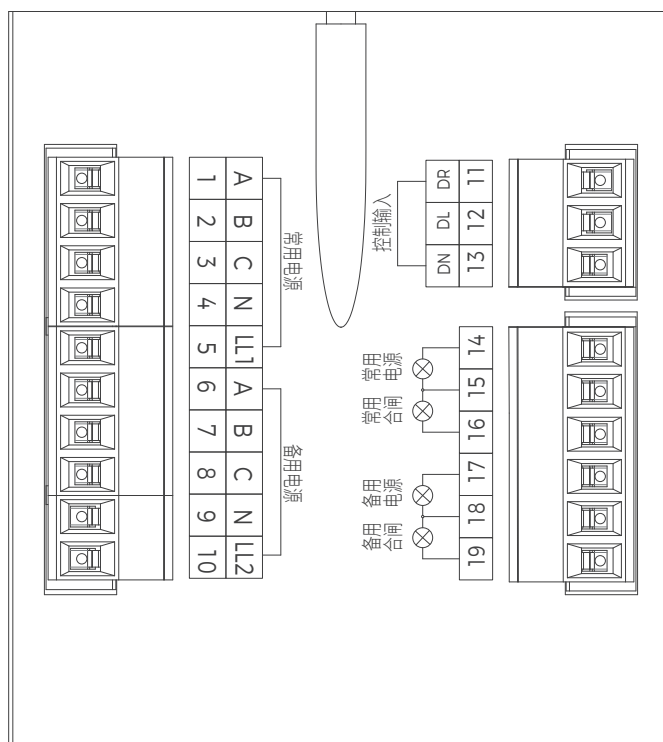 A 1
B 2
C 3
N 4
LL1 5
A 6
B 7
C 8
N 9
LL2 10
常用电源
备用电源
控制输入
DR 11
DL 12
DN 13
14
15
16
17
18
19
常用
电源
常用
合闸
备用
电源
备用
合闸